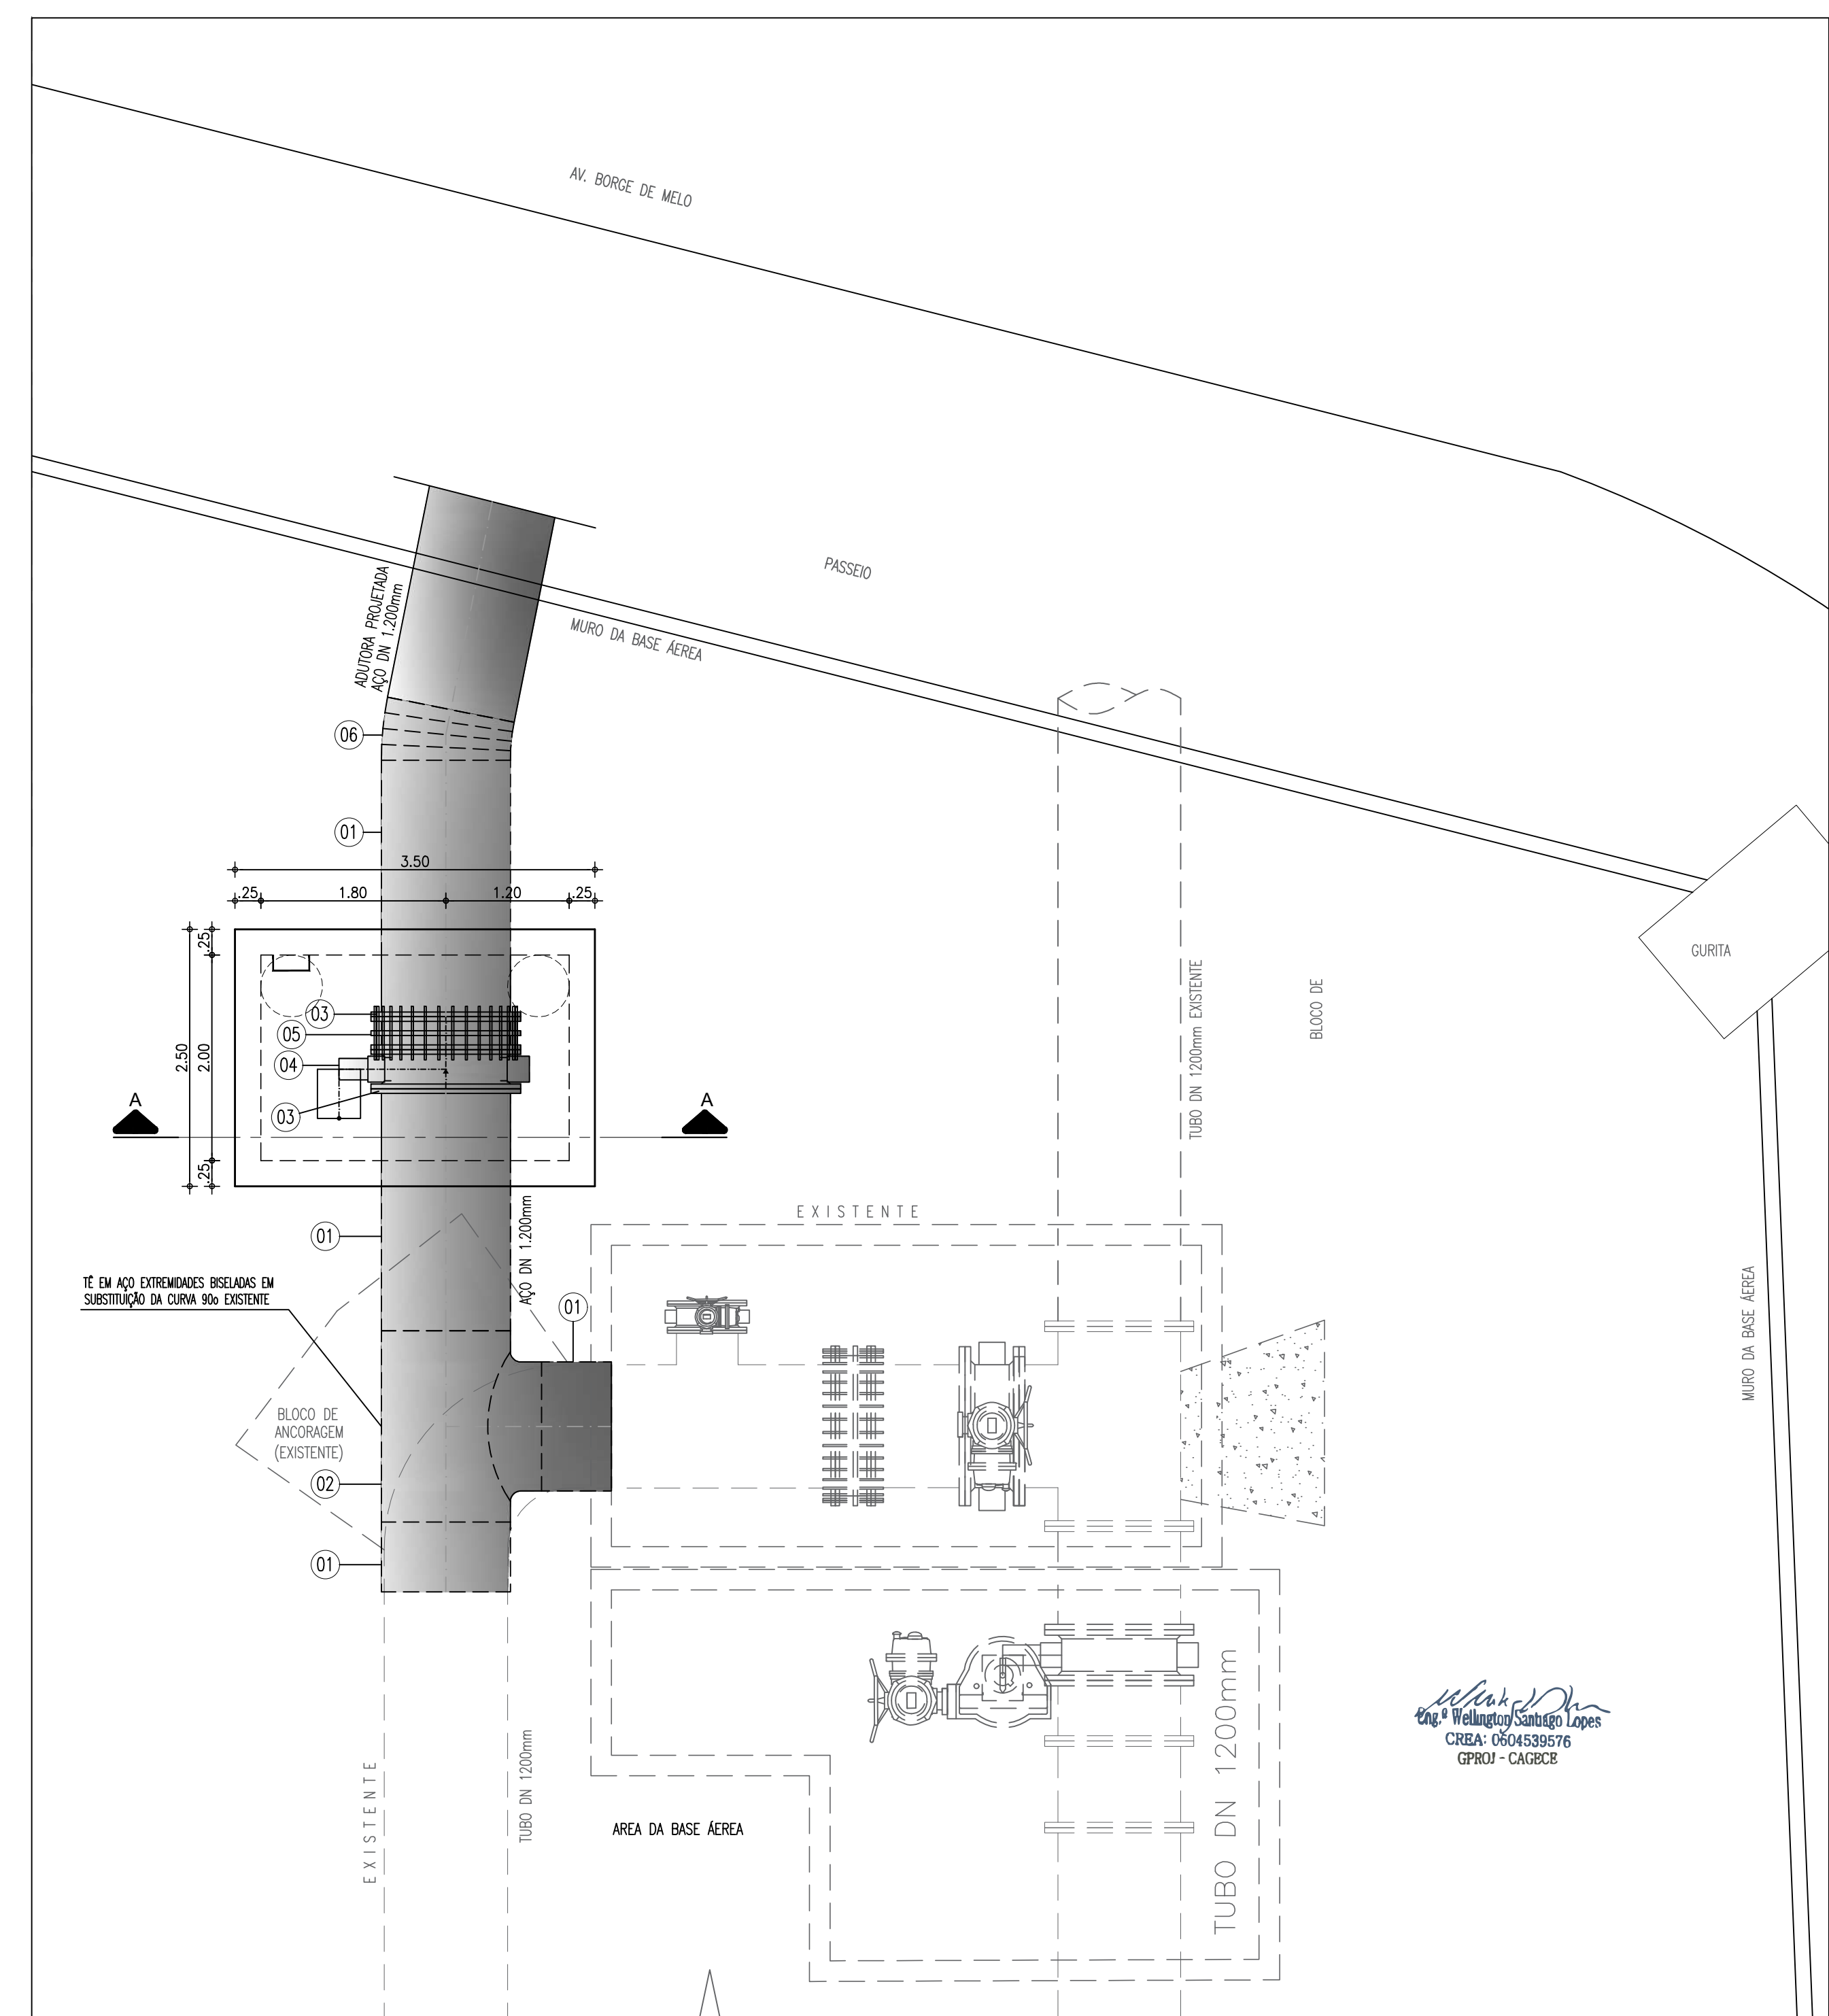 AV. BORGE DE MELO
PASSEIO
MURO DA BASE ÁEREA
ADUTORA PROJETADA
AÇO DN 1.200mm
06
01
3.50
.25
1.80
1.20
.25
GURITA
TUBO DN 1200mm EXISTENTE
BLOCO DE
2.50
.25
2.00
.25
03
05
04
03
A
A
01
AÇO DN 1.200mm
EXISTENTE
TÊ EM AÇO EXTREMIDADES BISELADAS EM
SUBSTITUIÇÃO DA CURVA 90o EXISTENTE
01
MURO DA BASE ÁEREA
BLOCO DE
ANCORAGEM
(EXISTENTE)
02
01
EXISTENTE
TUBO DN 1200mm
AREA DA BASE ÁEREA
TUBO DN 1200mm
Eng.º Wellington Santiago Lopes
CREA: 0604539576
GPROJ - CAGECE